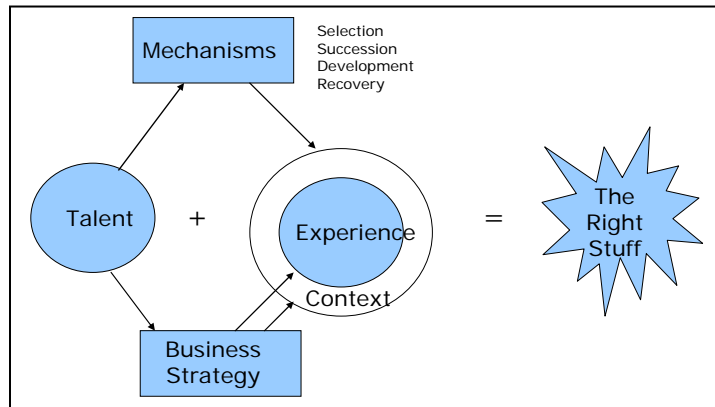 Mechanisms
Selection
Succession
Development
Recovery
Talent
+
Experience
Context
=
The
Right
Stuff
Business
Strategy